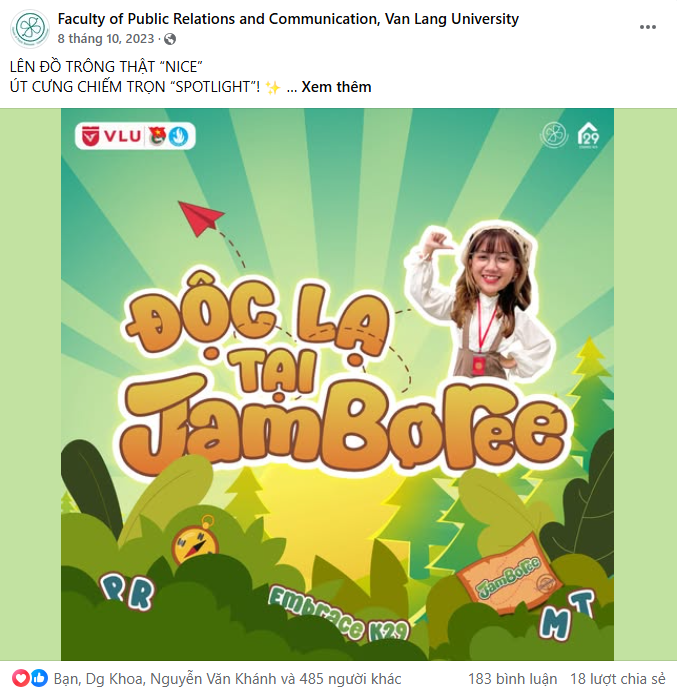 Faculty of Public Relations and Communication, Van Lang University
8 tháng 10, 2023 ·
LÊN ĐỒ TRÔNG THẬT “NICE”
ÚT CƯNG CHIẾM TRỌN “SPOTLIGHT”! ✨ ... Xem thêm
VLU
29
ĐỘC LẠ
TẠI
JamBoree
JamBoree
PR
Embrace K29
MT
Bạn, Dg Khoa, Nguyễn Văn Khánh và 485 người khác
183 bình luận 18 lượt chia sẻ